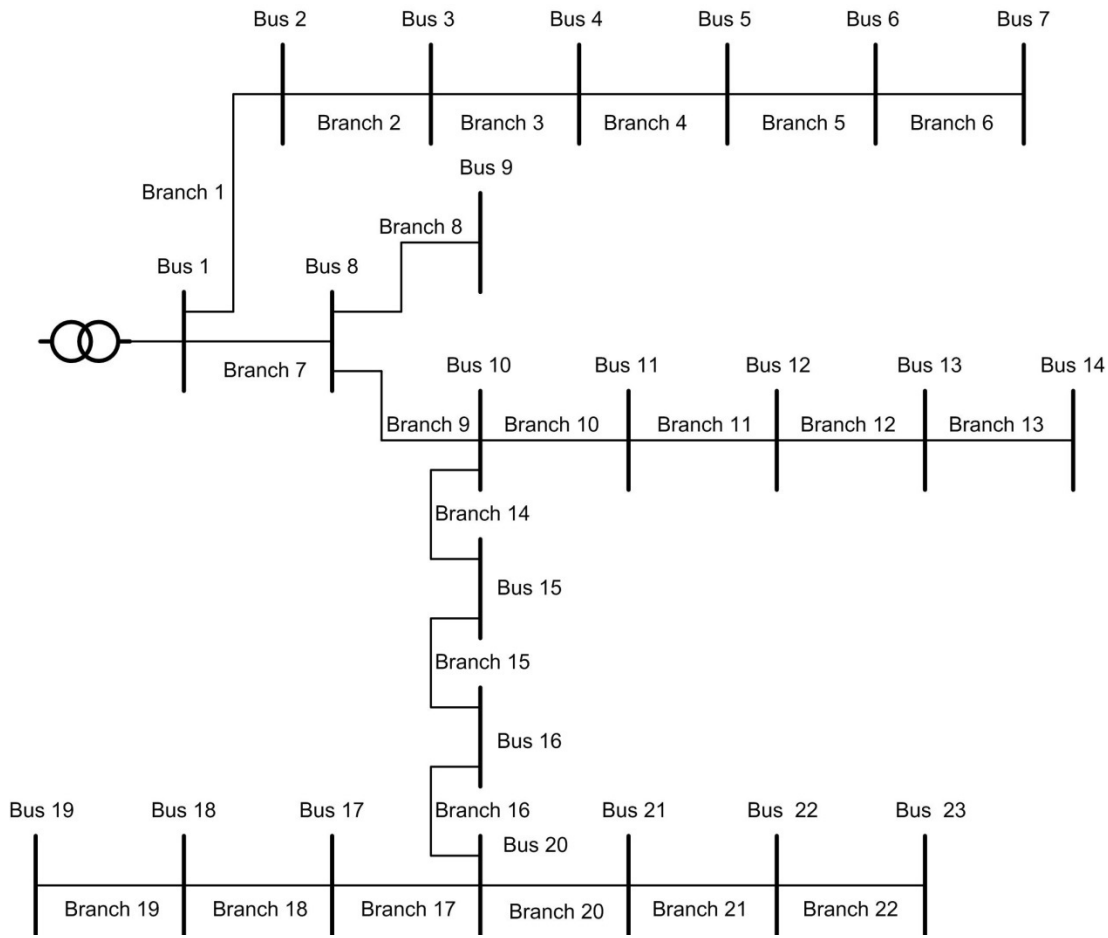 Bus 2
Bus 3
Bus 4
Bus 5
Bus 6
Bus 7
Branch 2
Branch 3
Branch 4
Branch 5
Branch 6
Bus 9
Branch 1
Branch 8
Bus 1
Bus 8
Branch 7
Bus 10
Bus 11
Bus 12
Bus 13
Bus 14
Branch 9
Branch 10
Branch 11
Branch 12
Branch 13
Branch 14
Bus 15
Branch 15
Bus 16
Bus 19
Bus 18
Bus 17
Branch 16
Bus 21
Bus 22
Bus 23
Bus 20
Branch 19
Branch 18
Branch 17
Branch 20
Branch 21
Branch 22